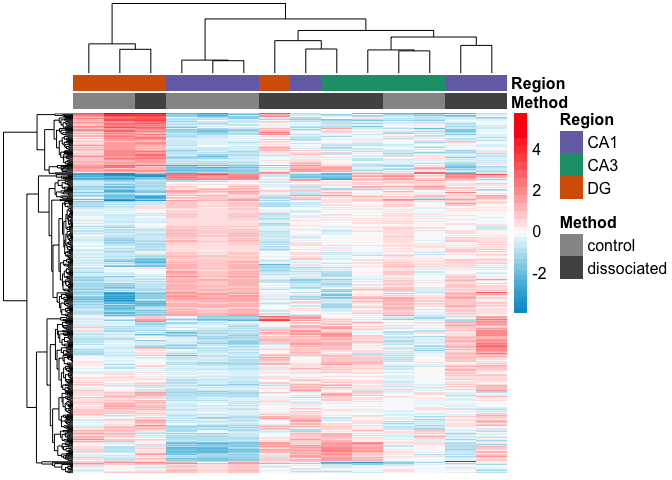 Region
Method
4
2
0
-2
Region
CA1
CA3
DG
Method
control
dissociated